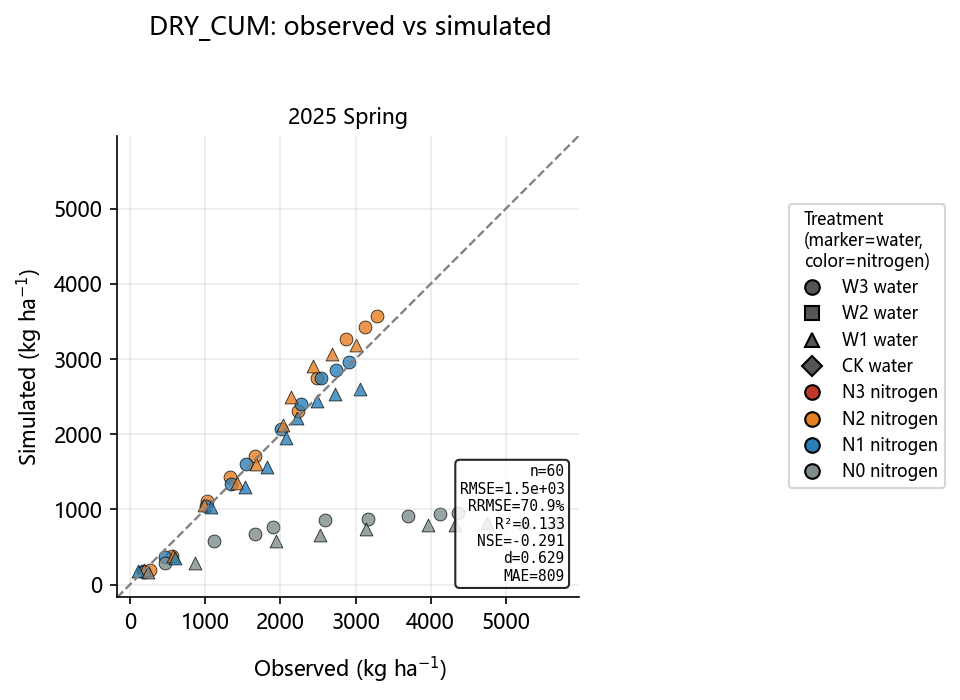 DRY_CUM: observed vs simulated
2025 Spring
5000
4000
3000
2000
1000
0
Simulated (kg ha⁻¹)
0 1000 2000 3000 4000 5000
Observed (kg ha⁻¹)
n=60
RMSE=1.5e+03
RRMSE=70.9%
R²=0.133
NSE=-0.291
d=0.629
MAE=809
Treatment
(marker=water,
color=nitrogen)
W3 water
W2 water
W1 water
CK water
N3 nitrogen
N2 nitrogen
N1 nitrogen
N0 nitrogen